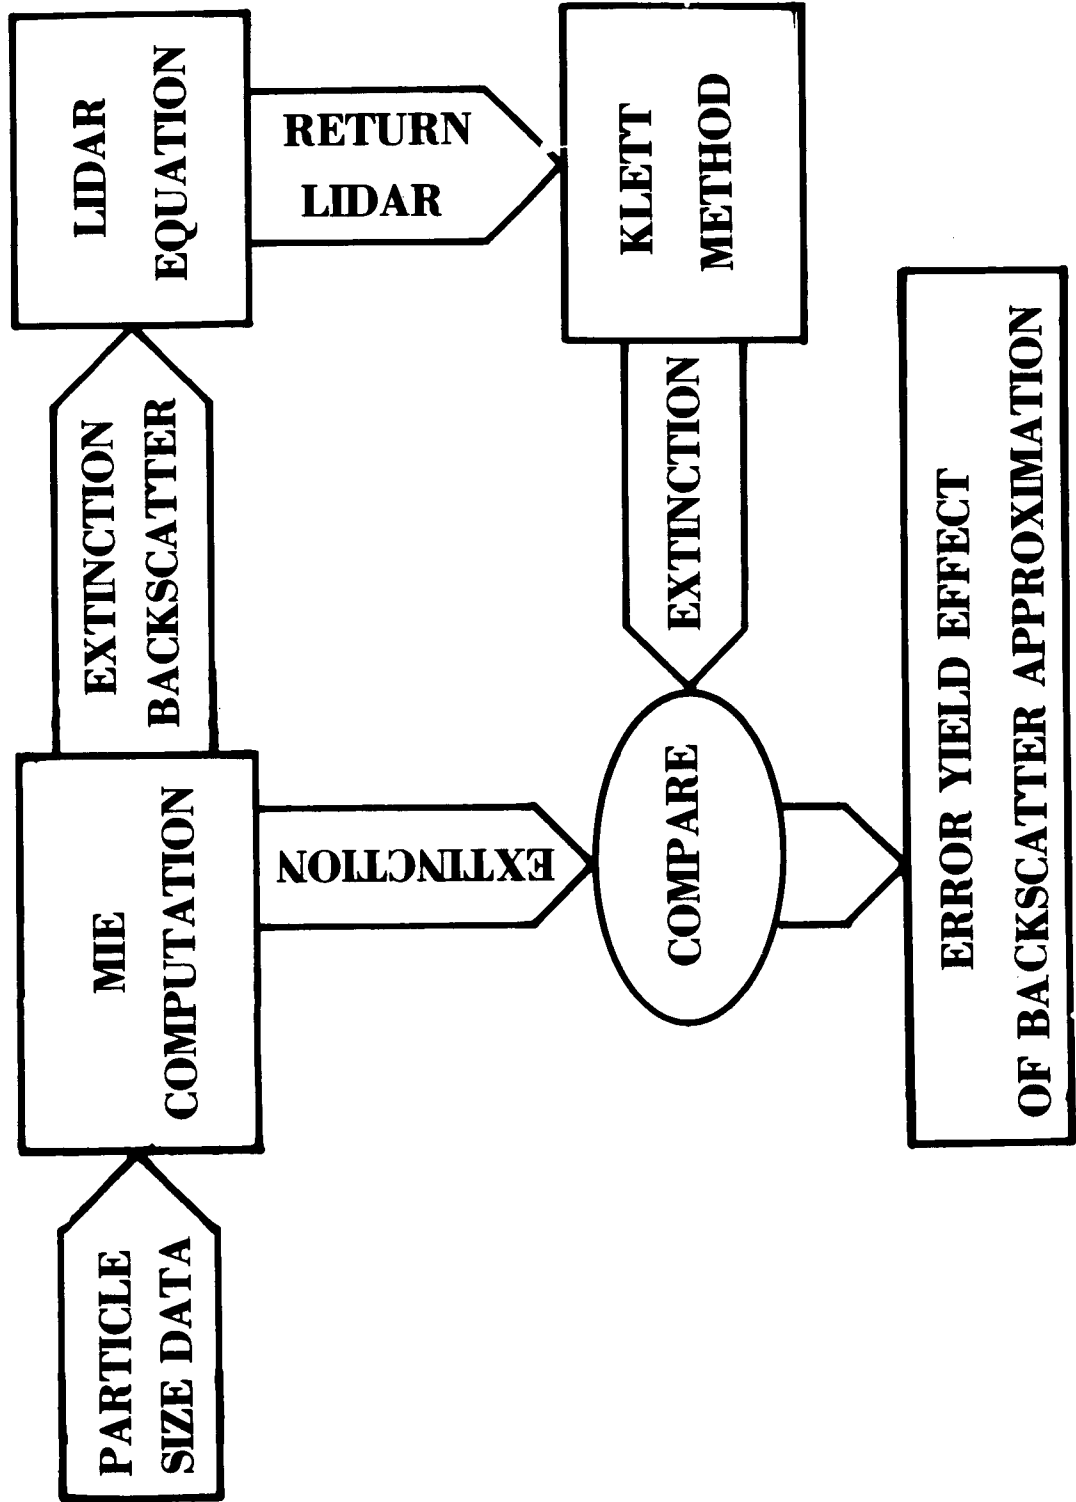 PARTICLE
SIZE DATA
MIE
COMPUTATION
EXTINCTION
BACKSCATTER
LIDAR
EQUATION
RETURN
LIDAR
KLETT
METHOD
EXTINCTION
EXTINCTION
COMPARE
ERROR YIELD EFFECT
OF BACKSCATTER APPROXIMATION